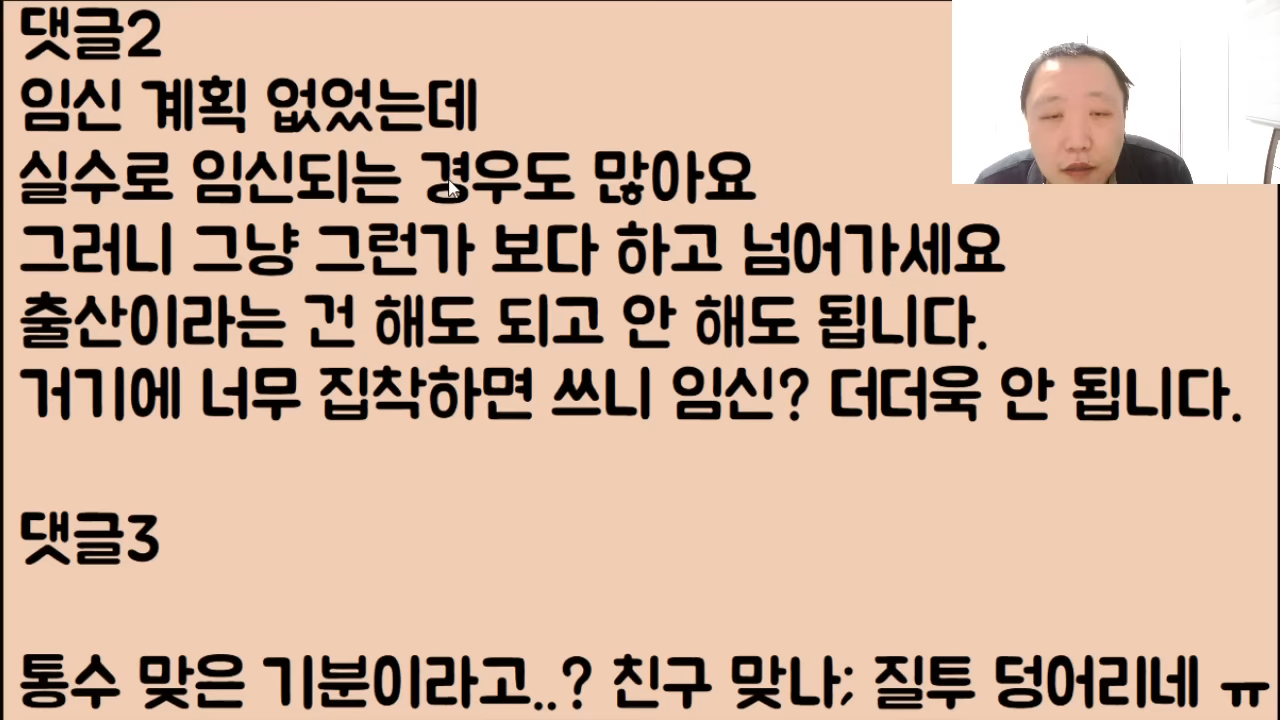 댓글2
임신 계획 없었는데
실수로 임신되는 경우도 많아요
그러니 그냥 그런가 보다 하고 넘어가세요
출산이라는 건 해도 되고 안 해도 됩니다.
거기에 너무 집착하면 쓰니 임신? 더더욱 안 됩니다.
댓글3
통수 맞은 기분이라고..? 친구 맞나; 질투 덩어리네 ㅠ